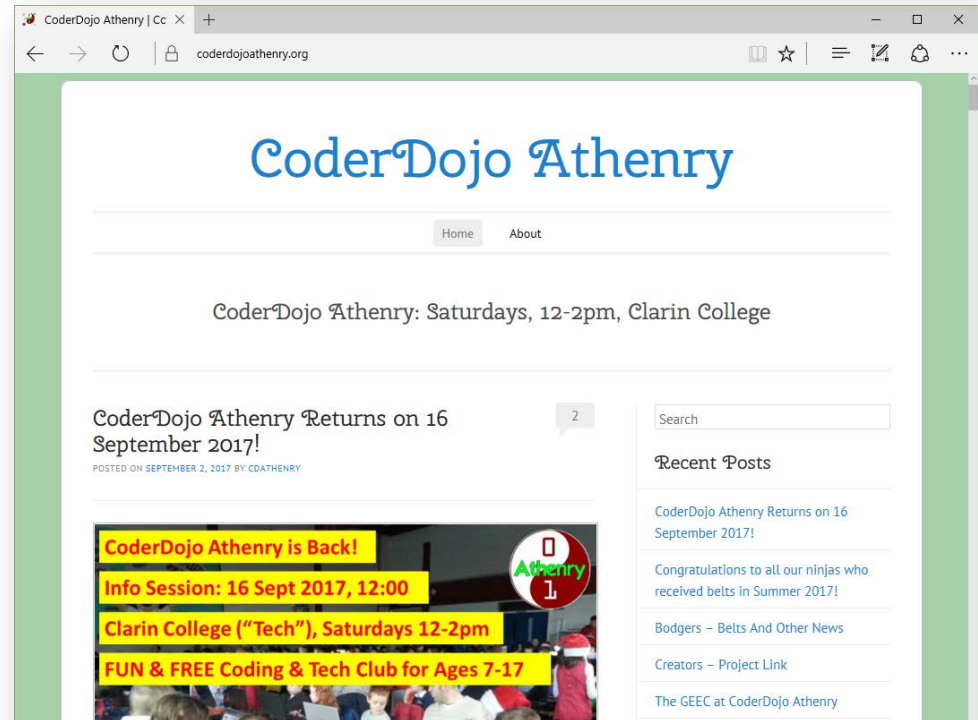 CoderDojo Athenry | Cc
coderdojoathenry.org
CoderDojo Athenry
Home About
CoderDojo Athenry: Saturdays, 12-2pm, Clarin College
CoderDojo Athenry Returns on 16
September 2017!
2
POSTED ON SEPTEMBER 2, 2017 BY CDATHENRY
CoderDojo Athenry is Back!
Info Session: 16 Sept 2017, 12:00
Clarin College (“Tech”), Saturdays 12-2pm
FUN & FREE Coding & Tech Club for Ages 7-17
0
Athenry
1
Search
Recent Posts
CoderDojo Athenry Returns on 16
September 2017!
Congratulations to all our ninjas who
received belts in Summer 2017!
Bodgers – Belts And Other News
Creators – Project Link
The GEEC at CoderDojo Athenry